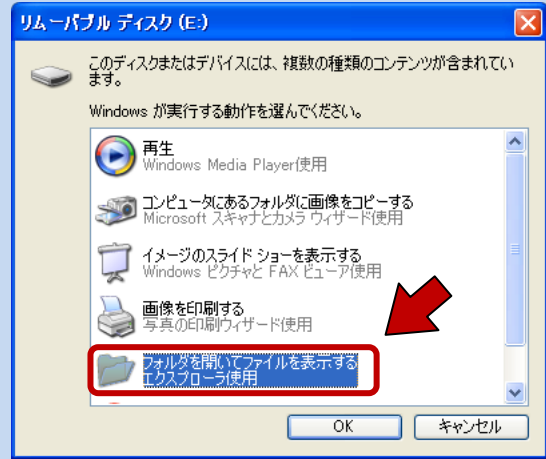 リムーバブル ディスク (E:)
このディスクまたはデバイスには、複数の種類のコンテンツが含まれてい
ます。
Windows が実行する動作を選んでください。
再生
Windows Media Player使用
コンピュータにあるフォルダに画像をコピーする
Microsoft スキャナとカメラ ウィザード使用
イメージのスライド ショーを表示する
Windows ピクチャと FAX ビューア使用
画像を印刷する
写真の印刷ウィザード使用
フォルダを開いてファイルを表示する
エクスプローラ使用
OK
キャンセル